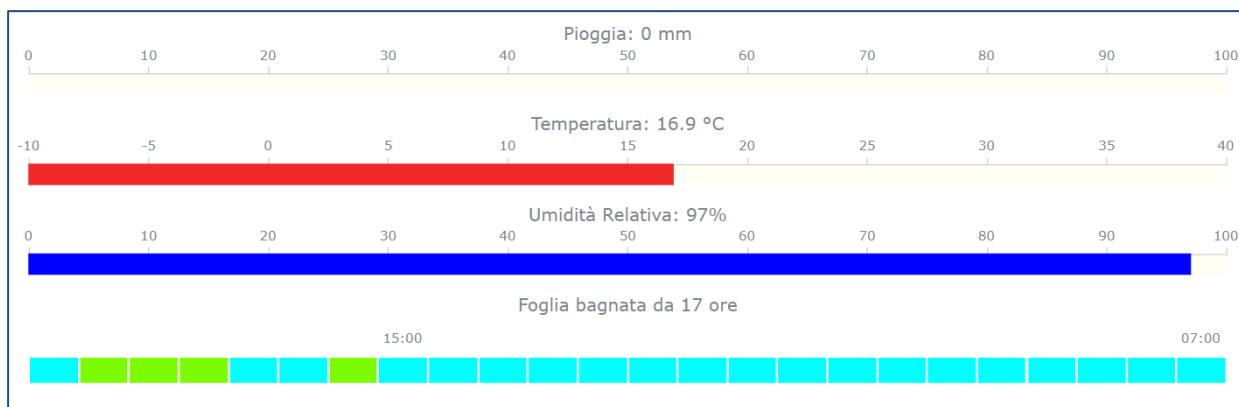 Pioggia: 0 mm
0 10 20 30 40 50 60 70 80 90 100
Temperatura: 16.9 °C
-10 -5 0 5 10 15 20 25 30 35 40
Umidità Relativa: 97%
0 10 20 30 40 50 60 70 80 90 100
Foglia bagnata da 17 ore
15:00 07:00